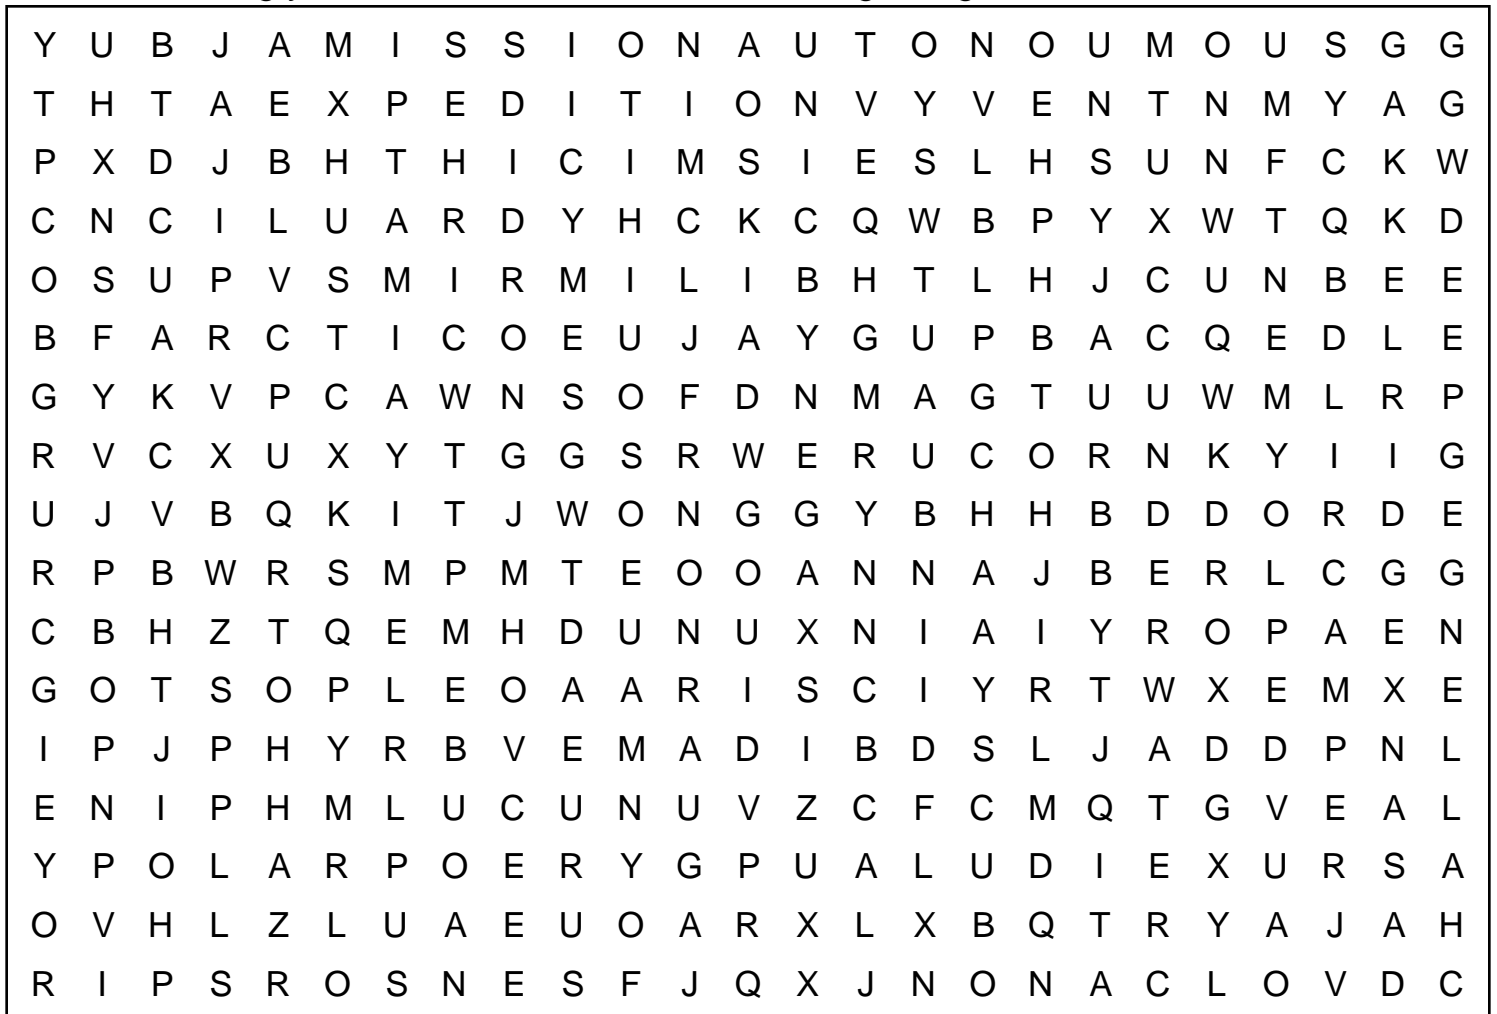 Y U B J A M I S S I O N A U T O N O U M O U S G G
T H T A E X P E D I T I O N V Y V E N T N M Y A G
P X D J B H T H I C I M S I E S L H S U N F C K W
C N C I L U A R D Y H C K C Q W B P Y X W T Q K D
O S U P V S M I R M I L I B H T L H J C U N B E E
B F A R C T I C O E U J A Y G U P B A C Q E D L E
G Y K V P C A W N S O F D N M A G T U U W M L R P
R V C X U X Y T G G S R W E R U C O R N K Y I I G
U J V B Q K I T J W O N G G Y B H H B D D O R D E
R P B W R S M P M T E O O A N N A J B E R L C G G
C B H Z T Q E M H D U N U X N I A I Y R O P A E N
G O T S O P L E O A A R I S C I Y R T W X E M X E
I P J P H Y R B V E M A D I B D S L J A D D P N L
E N I P H M L U C U N U V Z C F C M Q T G V E A L
Y P O L A R P O E R Y G P U A L U D I E X U R S A
O V H L Z L U A E U O A R X L X B Q T R Y A J A H
R I P S R O S N E S F J Q X J N O N A C L O V D C